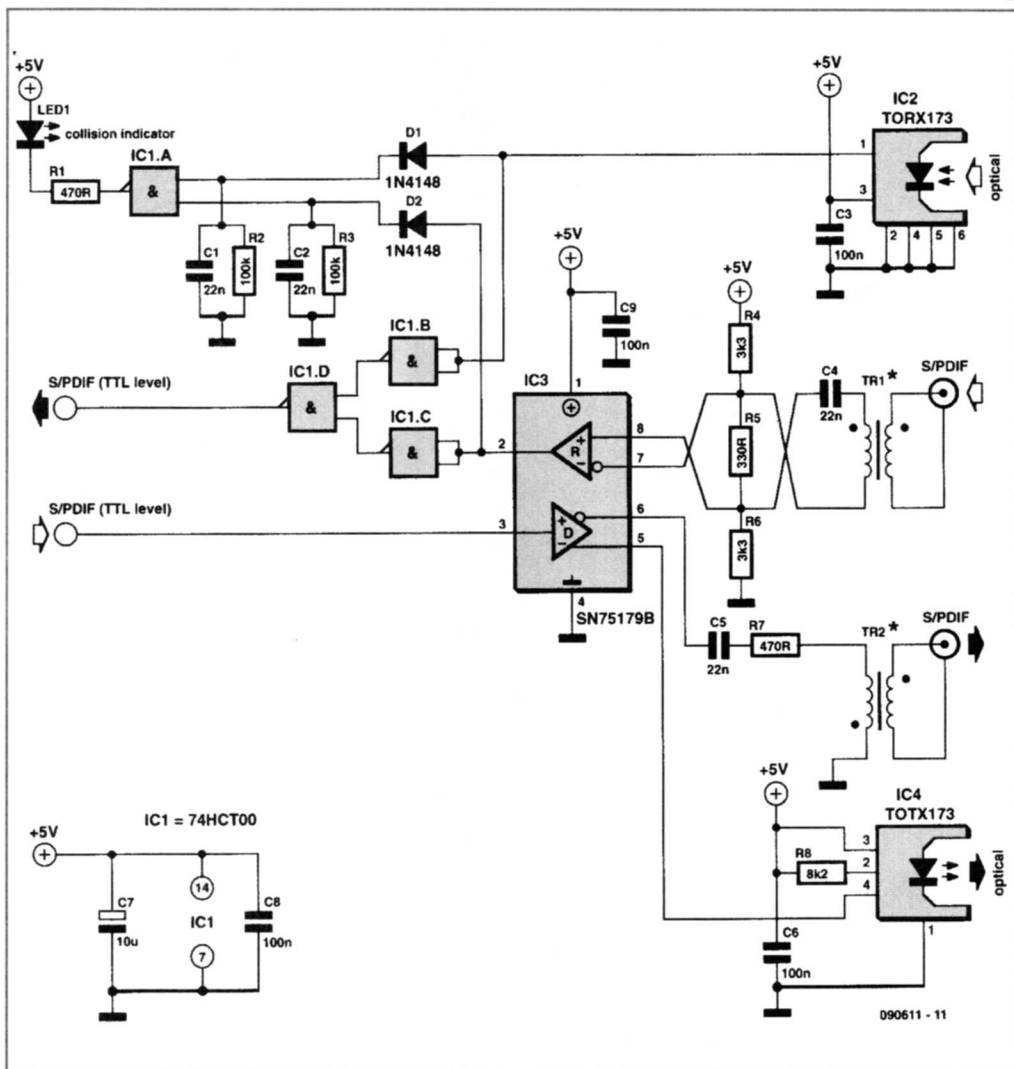 +5V
LED1
collision indicator
R1
470R
IC1.A
&
D1
1N4148
D2
1N4148
C1
22n
R2
100k
C2
22n
R3
100k
+5V
IC2
TORX173
1
3
optical
C3
100n
2 4 5 6
+5V
C9
100n
IC1.B
&
S/PDIF (TTL level)
IC1.D
&
IC1.C
&
S/PDIF (TTL level)
IC3
1
2
R
+
−
8
7
3
D
+
−
6
5
4
SN75179B
+5V
R4
3k3
R5
330R
R6
3k3
C4
22n
TR1*
S/PDIF
C5
22n
R7
470R
TR2*
S/PDIF
+5V
IC4
TOTX173
R8
8k2
3
2
4
1
optical
C6
100n
IC1 = 74HCT00
+5V
C7
10u
14
IC1
7
C8
100n
090611 - 11